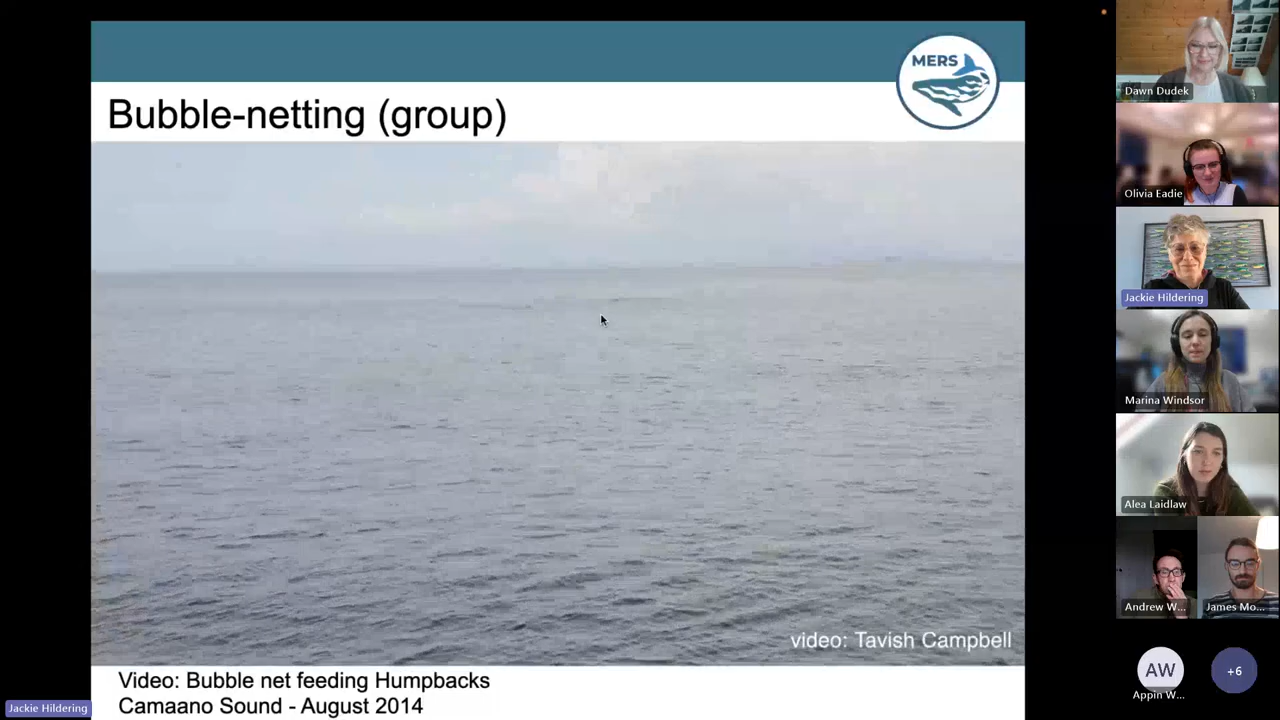 MERS
Bubble-netting (group)
video: Tavish Campbell
Video: Bubble net feeding Humpbacks
Camaano Sound - August 2014
Jackie Hildering
Dawn Dudek
Olivia Eadie
Jackie Hildering
Marina Windsor
Alea Laidlaw
Andrew W...
James Mo...
AW
+6
Appin W...